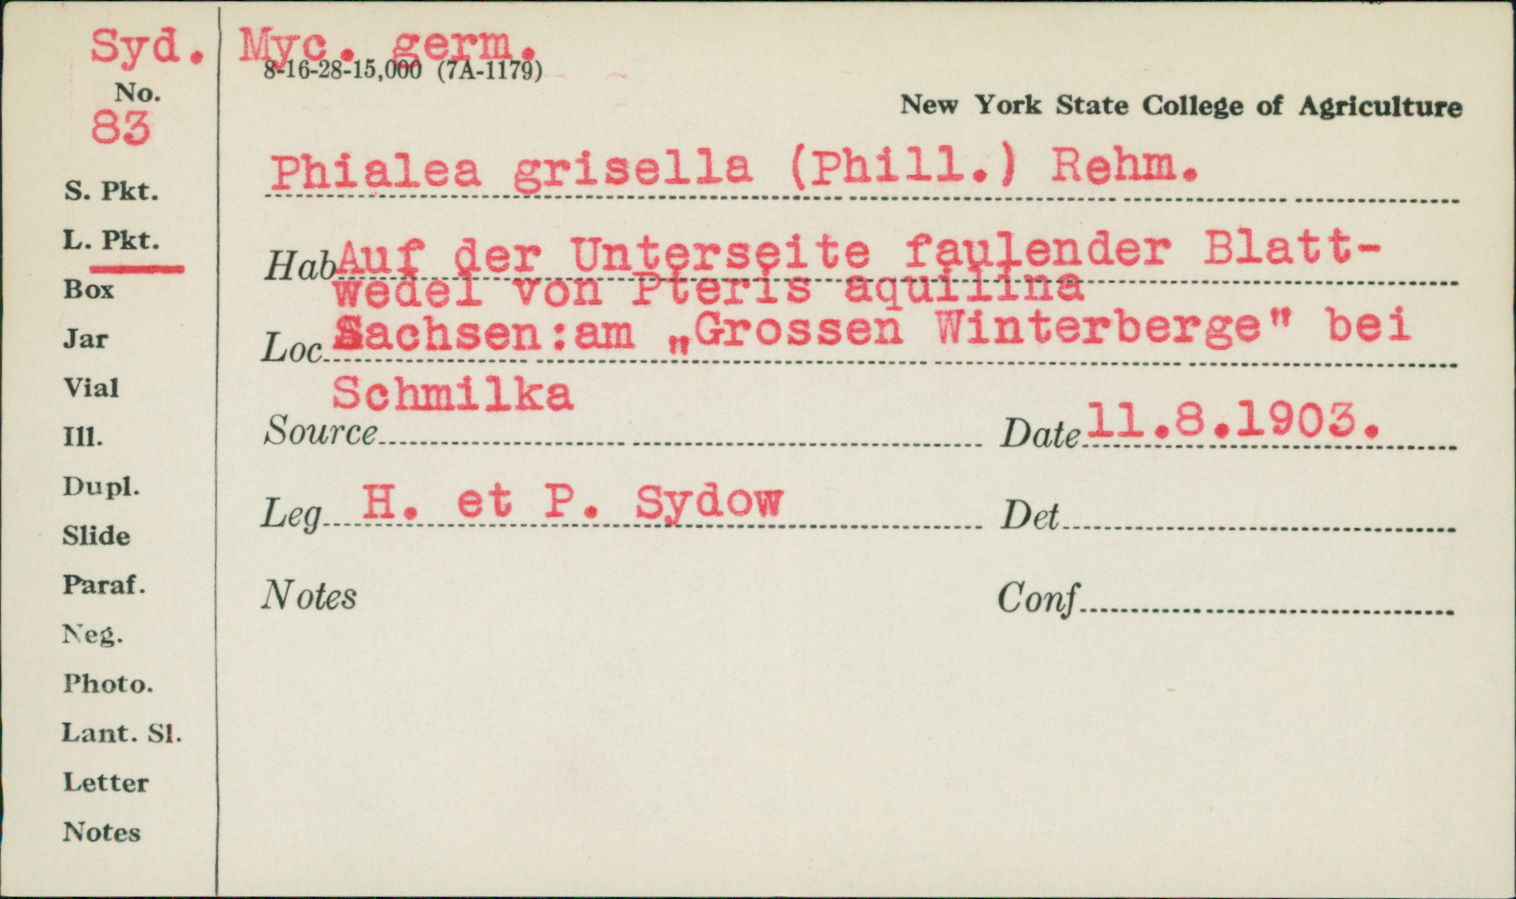 Syd. Myc. germ.
8-16-28-15,000 (7A-1179)
No.
83
New York State College of Agriculture
Phialea grisella (Phill.) Rehm.
S. Pkt.
L. Pkt.
Box
Jar
Vial
Ill.
Dupl.
Slide
Paraf.
Neg.
Photo.
Lant. Sl.
Letter
Notes
Hab Auf der Unterseite faulender Blatt-
wedel von Pteris aquilina
Loc Sachsen:am „Grossen Winterberge" bei
Schmilka
Source
Date 11.8.1903.
Leg H. et P. Sydow
Det
Notes
Conf